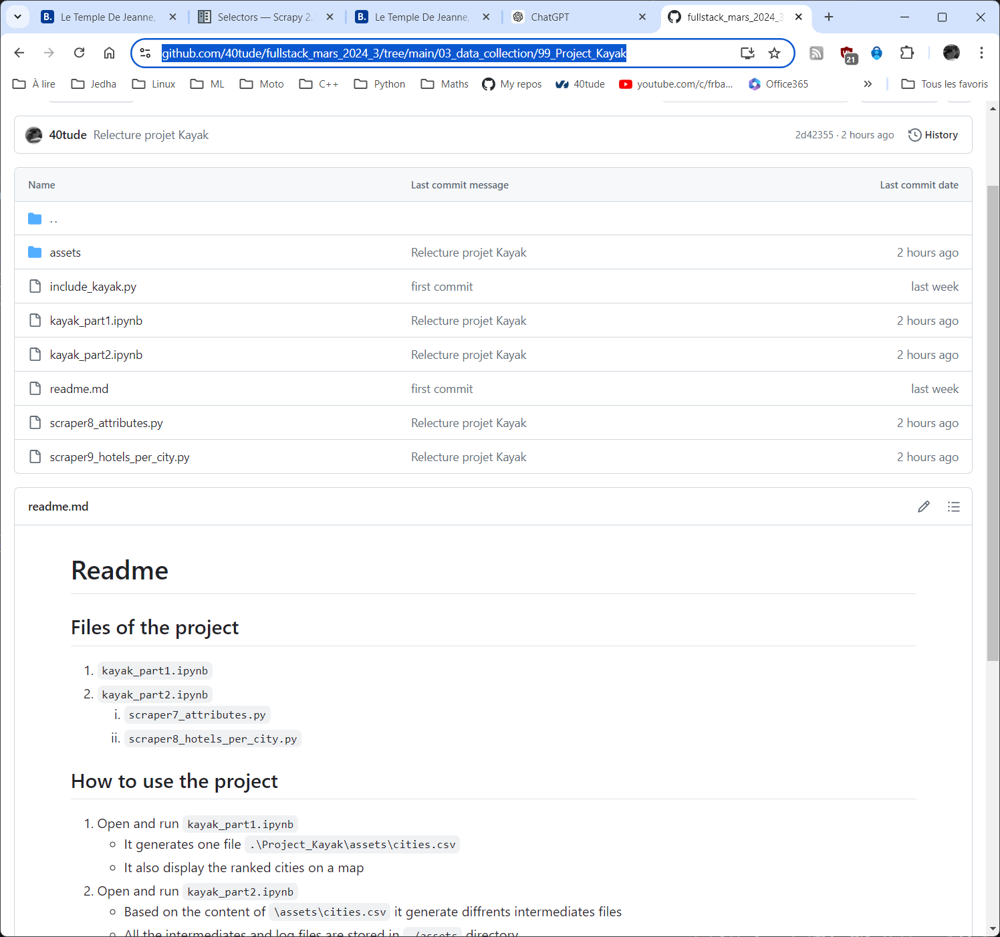 Le Temple De Jeanne,
Selectors — Scrapy 2.
Le Temple De Jeanne,
ChatGPT
fullstack_mars_2024_3
github.com/40tude/fullstack_mars_2024_3/tree/main/03_data_collection/99_Project_Kayak
21
À lire Jedha Linux ML Moto C++ Python Maths My repos 40tude youtube.com/c/frba... Office365 » Tous les favoris
40tude Relecture projet Kayak 2d42355 · 2 hours ago History
Name Last commit message Last commit date
..
assets Relecture projet Kayak 2 hours ago
include_kayak.py first commit last week
kayak_part1.ipynb Relecture projet Kayak 2 hours ago
kayak_part2.ipynb Relecture projet Kayak 2 hours ago
readme.md first commit last week
scraper8_attributes.py Relecture projet Kayak 2 hours ago
scraper9_hotels_per_city.py Relecture projet Kayak 2 hours ago
readme.md
Readme
Files of the project
1. kayak_part1.ipynb
2. kayak_part2.ipynb
i. scraper7_attributes.py
ii. scraper8_hotels_per_city.py
How to use the project
1. Open and run kayak_part1.ipynb
It generates one file .\Project_Kayak\assets\cities.csv
It also display the ranked cities on a map
2. Open and run kayak_part2.ipynb
Based on the content of \assets\cities.csv it generate diffrents intermediates files
All the intermediates and log files are stored in ./assets directory